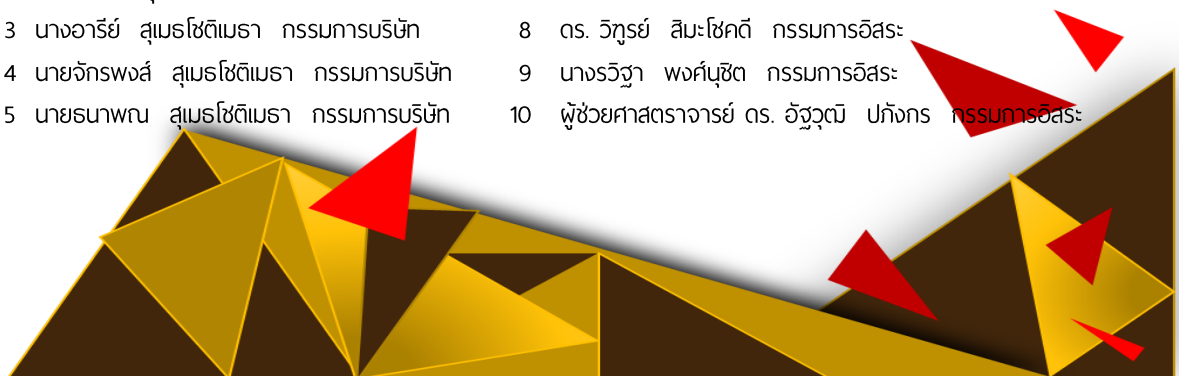 3 นางอารีย์ สุเมธโชติเมธา กรรมการบริษัท
4 นายจักรพงส์ สุเมธโชติเมธา กรรมการบริษัท
5 นายธนาพณ สุเมธโชติเมธา กรรมการบริษัท
8 ดร. วิฑูรย์ สิมะโชคดี กรรมการอิสระ
9 นางรวิฐา พงศ์นุชิต กรรมการอิสระ
10 ผู้ช่วยศาสตราจารย์ ดร. อัฐวุฒิ ปภังกร กรรมการอิสระ